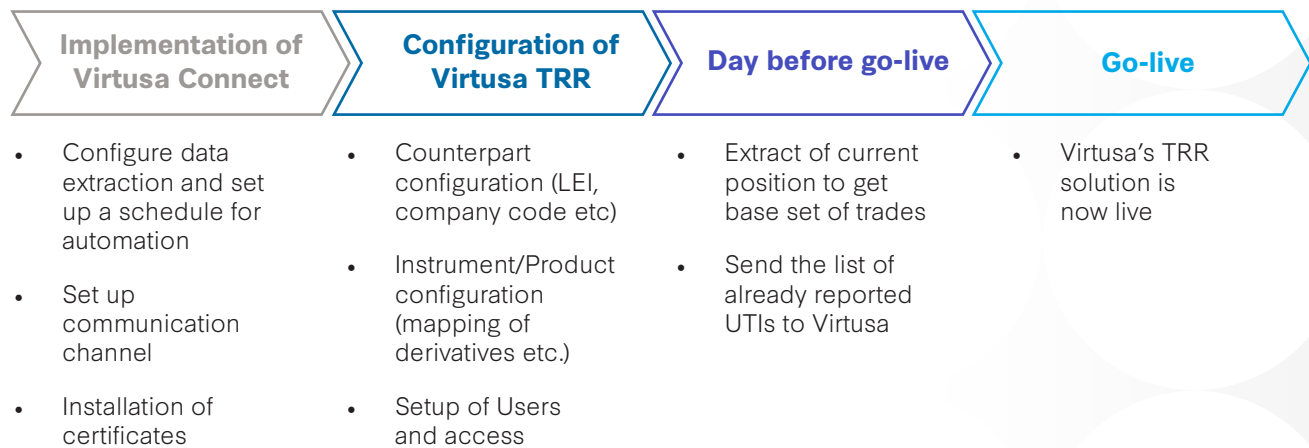 Implementation of
Virtusa Connect
Configuration of
Virtusa TRR
Day before go-live
Go-live
• Configure data
extraction and set
up a schedule for
automation
• Set up
communication
channel
• Installation of
certificates
• Counterpart
configuration (LEI,
company code etc)
• Instrument/Product
configuration
(mapping of
derivatives etc.)
• Setup of Users
and access
• Extract of current
position to get
base set of trades
• Send the list of
already reported
UTIs to Virtusa
• Virtusa's TRR
solution is
now live